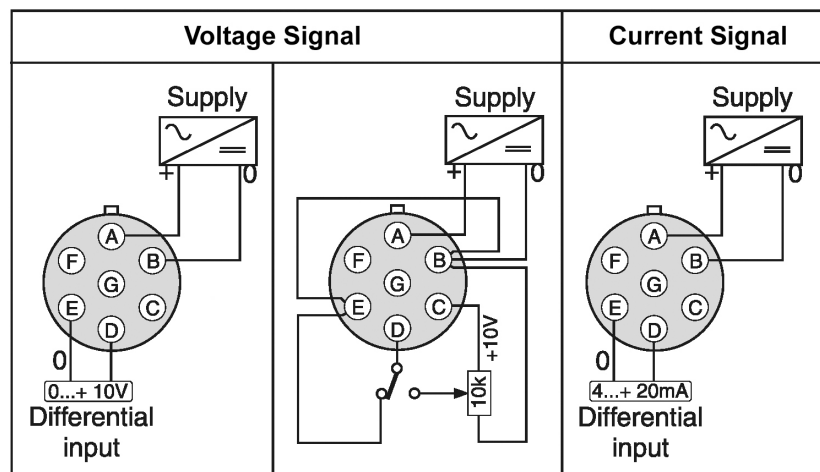 Voltage Signal
Current Signal
Supply
+ 0
A
F B
G
E C
D
0
0...+ 10V
Differential
input
Supply
+ 0
A
F B
G
E C
D
+10V
10k
Supply
+ 0
A
F B
G
E C
D
0
4...+ 20mA
Differential
input